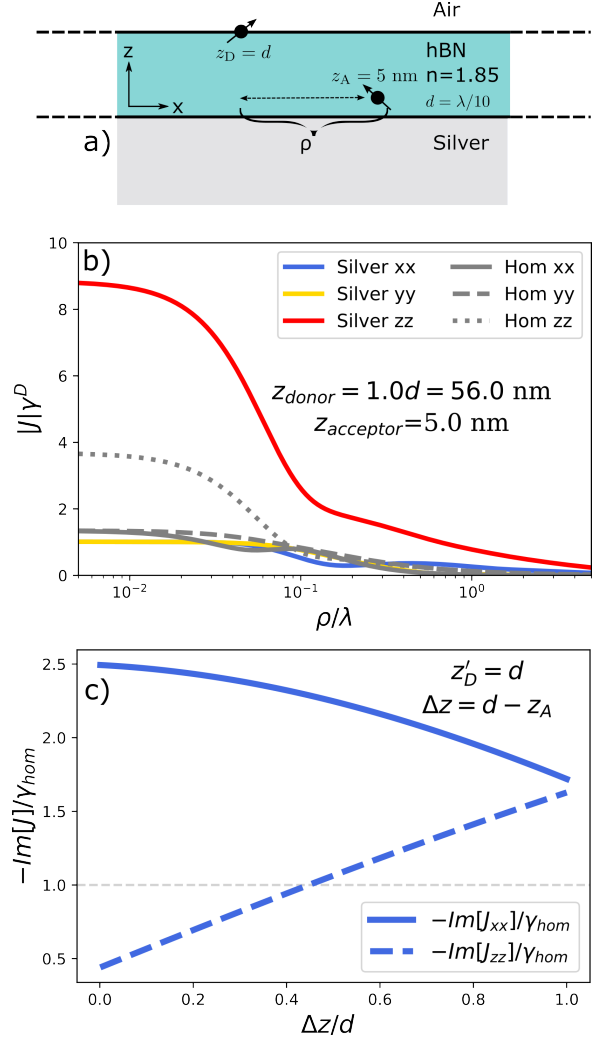 Air
z_D = d
hBN
z
z_A = 5 nm
n=1.85
x
d = λ/10
a)
ρ
Silver
10
b)
Silver xx
Hom xx
Silver yy
Hom yy
8
Silver zz
Hom zz
6
z_donor = 1.0d = 56.0 nm
z_acceptor=5.0 nm
|J|γ^D
4
2
0
10^−2
10^−1
10^0
ρ/λ
2.5
c)
z′_D = d
Δz = d − z_A
2.0
−Im[J]/γ_hom
1.5
1.0
−Im[J_xx]/γ_hom
0.5
−Im[J_zz]/γ_hom
0.0
0.2
0.4
0.6
0.8
1.0
Δz/d